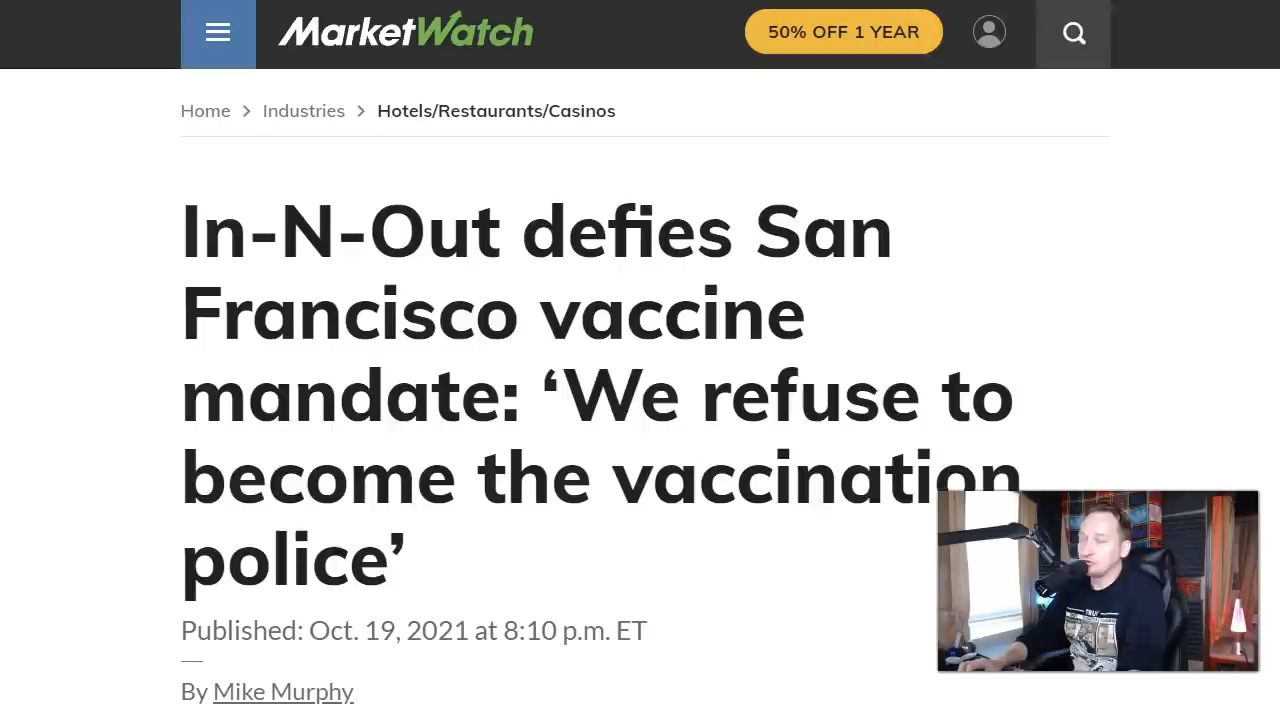 MarketWatch
50% OFF 1 YEAR
Home > Industries > Hotels/Restaurants/Casinos
In-N-Out defies San
Francisco vaccine
mandate: ‘We refuse to
become the vaccination
police’
Published: Oct. 19, 2021 at 8:10 p.m. ET
By Mike Murphy